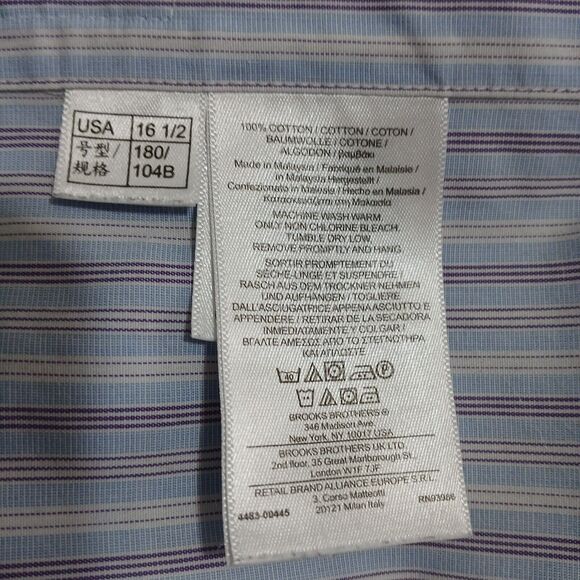 USA 16 1/2
号型/ 180/
规格 104B
100% COTTON / COTTON / COTON /
BAUMWOLLE / COTONE /
ALGODON / βαμβάκι
Made in Malaysia / Fabriqué en Malaisie /
in Malaysia Hergestellt /
Confezionato in Malese / Hecho en Malasia /
Κατασκευάζεται στη Μαλαισία
MACHINE WASH WARM.
ONLY NON CHLORINE BLEACH.
TUMBLE DRY LOW.
REMOVE PROMPTLY AND HANG.
SORTIR PROMPTEMENT DU
SÈCHE-LINGE ET SUSPENDRE /
RASCH AUS DEM TROCKNER NEHMEN
UND AUFHANGEN / TOGLIERE
DALL'ASCIUGATRICE APPENA ASCIUTTO E
APPENDERE / RETIRAR DE LA SECADORA
INMEDIATAMENTE Y COLGAR /
ΒΓΑΛΤΕ ΑΜΕΣΩΣ ΑΠΟ ΤΟ ΣΤΕΓΝΩΤΗΡΑ
ΚΑΙ ΑΠΛΩΣΤΕ
40 P
BROOKS BROTHERS ®
346 Madison Ave.
New York, NY 10017 USA
BROOKS BROTHERS UK LTD
2nd floor, 35 Great Marlborough St.
London W1F 7JF
RETAIL BRAND ALLIANCE EUROPE S.R.L.
3, Corso Matteotti
20121 Milan Italy
4483-00445 RN93986